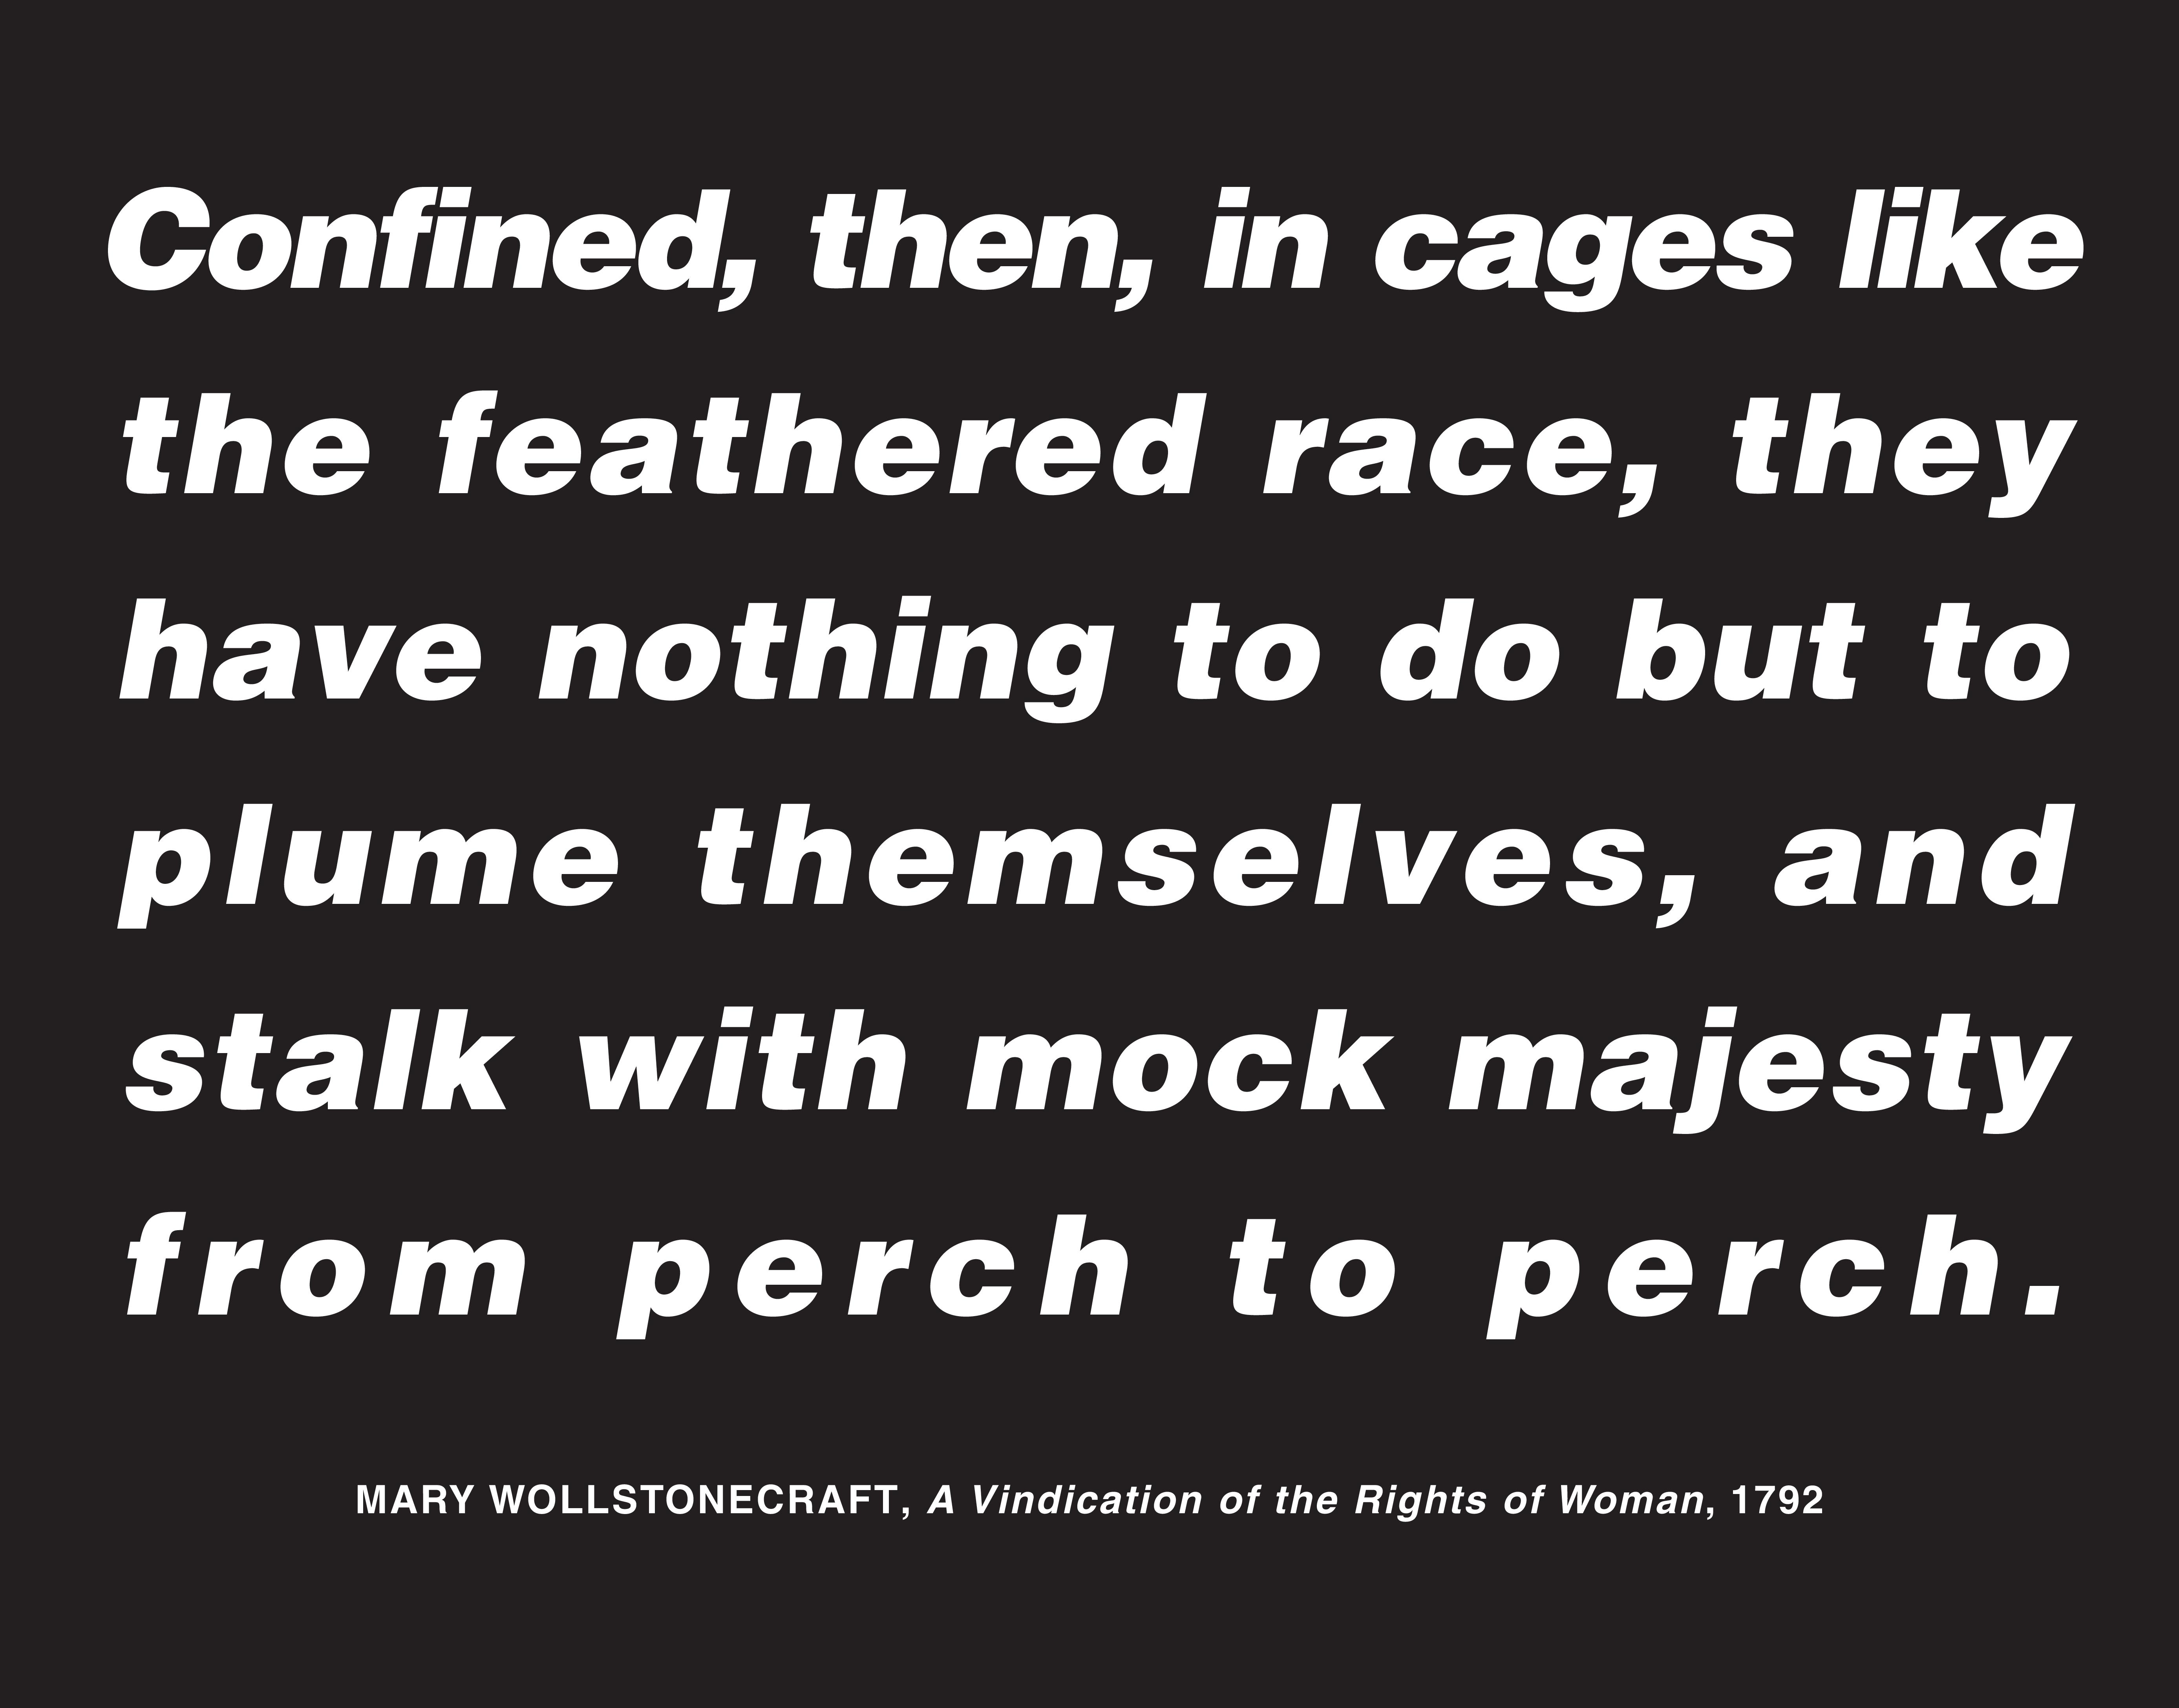 Confined, then, in cages like
the feathered race, they
have nothing to do but to
plume themselves, and
stalk with mock majesty
from perch to perch.
MARY WOLLSTONECRAFT, A Vindication of the Rights of Woman, 1792